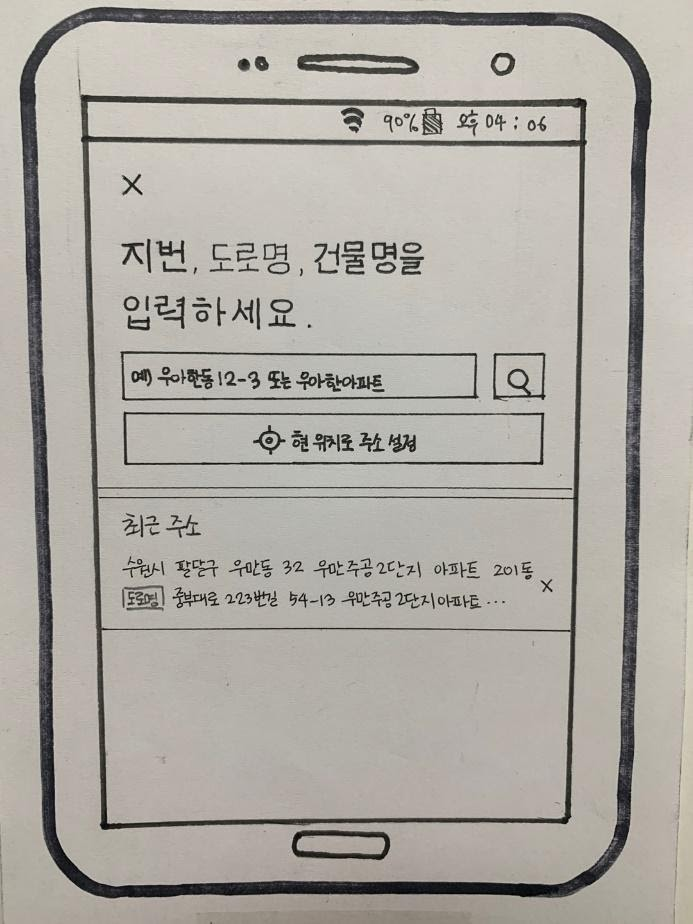 90% 오후 04 : 06
X
지번, 도로명, 건물명을
입력하세요.
예) 우아한동 12-3 또는 우아한아파트
현 위치로 주소 설정
최근 주소
수원시 팔달구 우만동 32 우만주공2단지 아파트 201동
도로명 중부대로 223번길 54-13 우만주공2단지아파트 ...
X